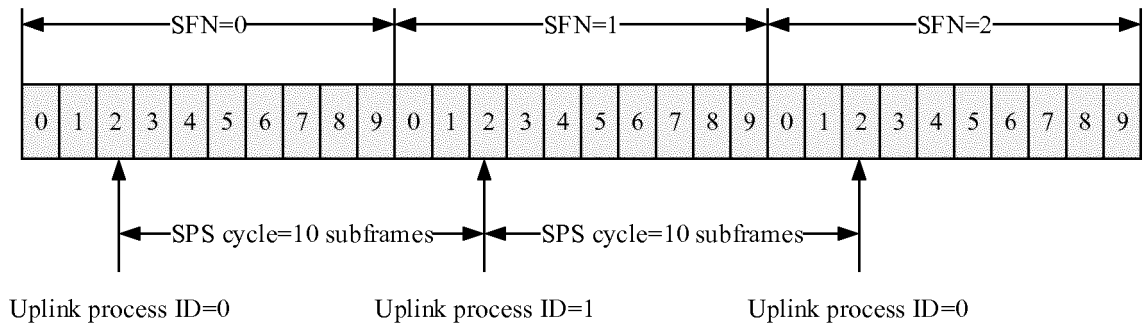 SFN=0 SFN=1 SFN=2
0 1 2 3 4 5 6 7 8 9 0 1 2 3 4 5 6 7 8 9 0 1 2 3 4 5 6 7 8 9
SPS cycle=10 subframes SPS cycle=10 subframes
Uplink process ID=0 Uplink process ID=1 Uplink process ID=0